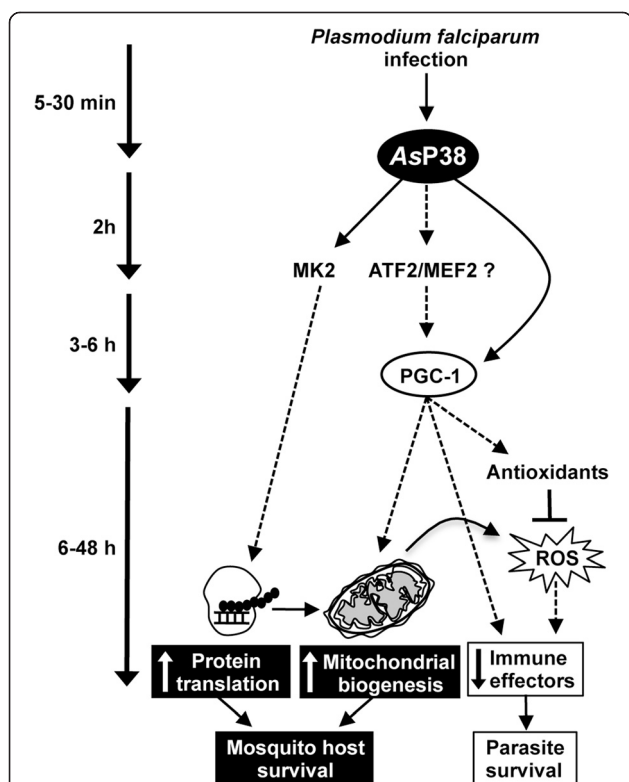 Plasmodium falciparum
infection
5-30 min
AsP38
2h
MK2
ATF2/MEF2 ?
3-6 h
PGC-1
Antioxidants
6-48 h
ROS
Protein
translation
Mitochondrial
biogenesis
Immune
effectors
Mosquito host
survival
Parasite
survival